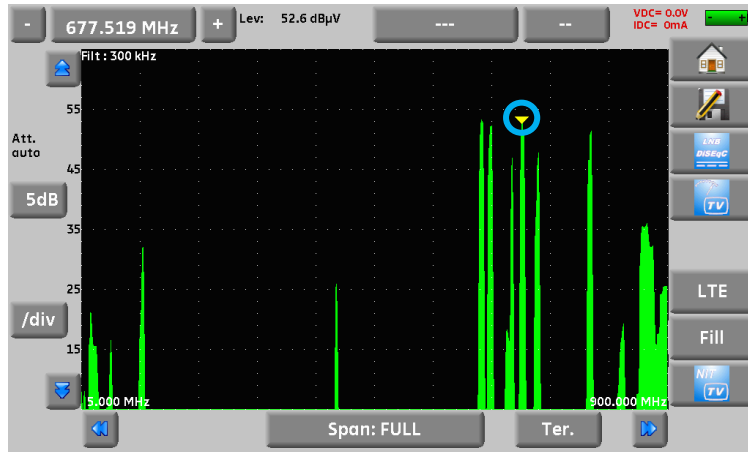 - 677.519 MHz + Lev: 52.6 dBµV --- -- VDC= 0.0V
IDC= 0mA
- +
Filt : 300 kHz
55
Att.
auto
45
LNB
DiSEqC
5dB
TV
35
25
LTE
/div
Fill
15
NIT
TV
5.000 MHz 900.000 MHz
Span: FULL Ter.